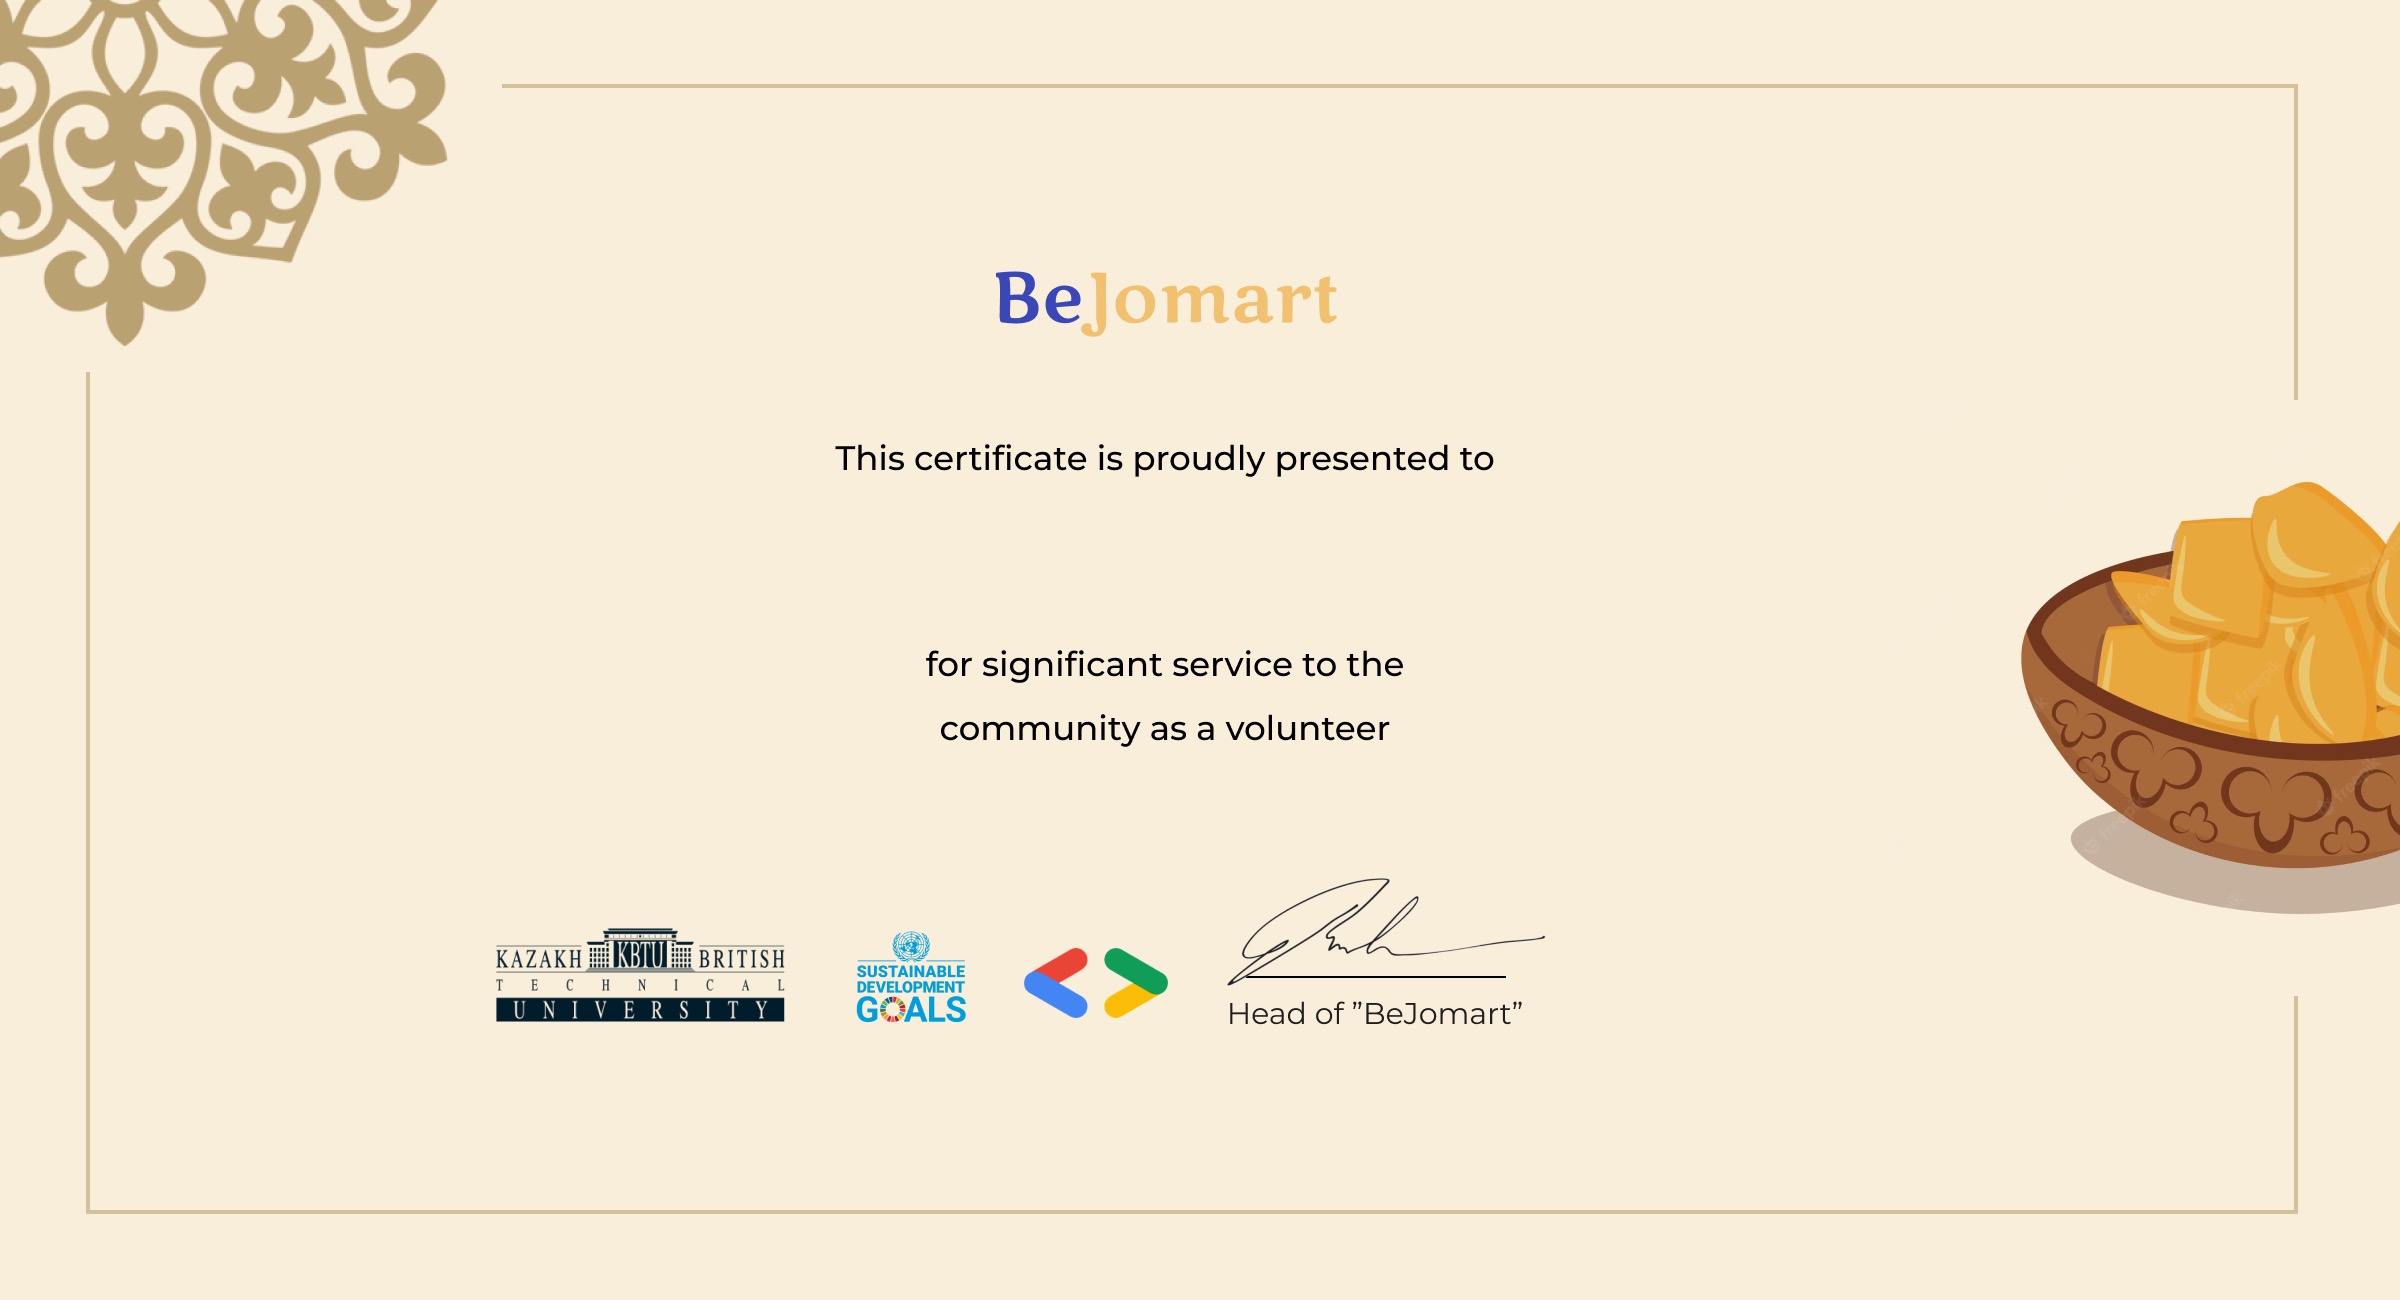 BeJomart
This certificate is proudly presented to
for significant service to the
community as a volunteer
KAZAKH KBTU BRITISH
TECHNICAL
UNIVERSITY
SUSTAINABLE
DEVELOPMENT
GOALS
Head of ”BeJomart”